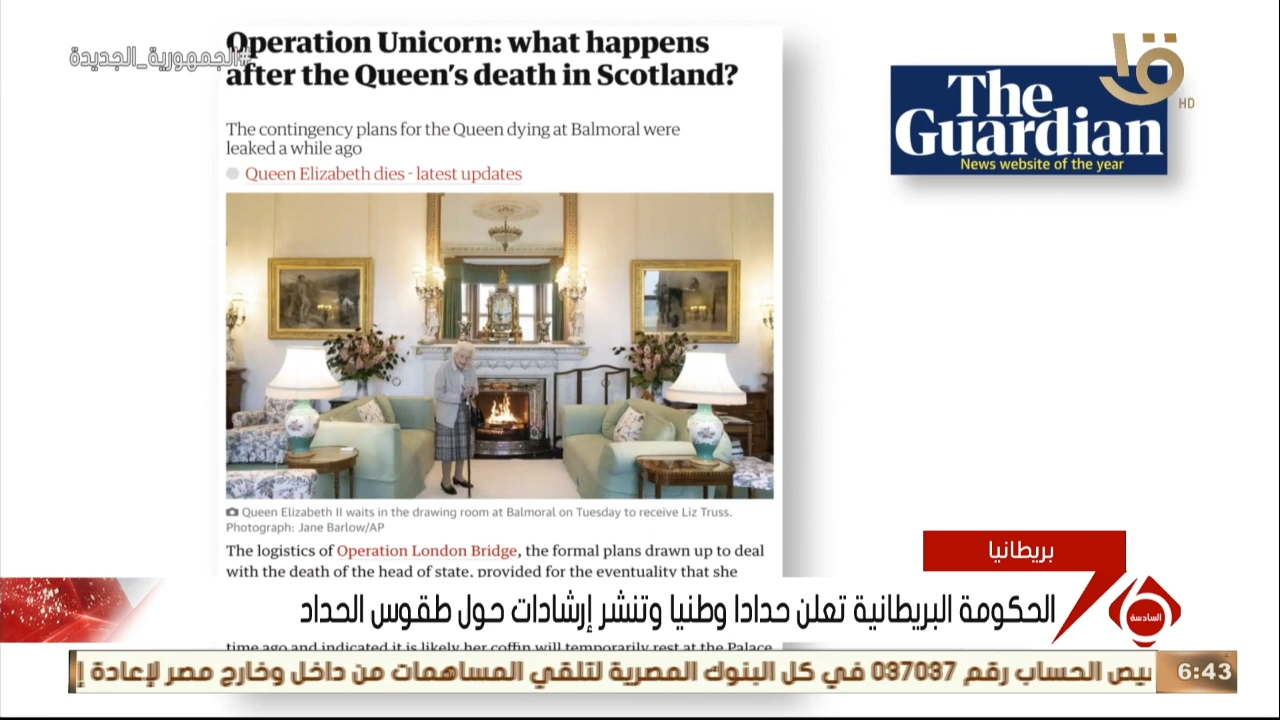 #الجمهورية_الجديدة
Operation Unicorn: what happens
after the Queen's death in Scotland?
The contingency plans for the Queen dying at Balmoral were
leaked a while ago
Queen Elizabeth dies - latest updates
The
Guardian
News website of the year
HD
Queen Elizabeth II waits in the drawing room at Balmoral on Tuesday to receive Liz Truss.
Photograph: Jane Barlow/AP
The logistics of Operation London Bridge, the formal plans drawn up to deal
with the death of the head of state, provided for the eventuality that she
بريطانيا
الحكومة البريطانية تعلن حدادا وطنيا وتنشر إرشادات حول طقوس الحداد
السادسة
time ago and indicated it is likely her coffin will temporarily rest at the Palace
الحساب رقم 037037 في كل البنوك المصرية لتلقي المساهمات من داخل وخارج مصر لإعادة
6:43